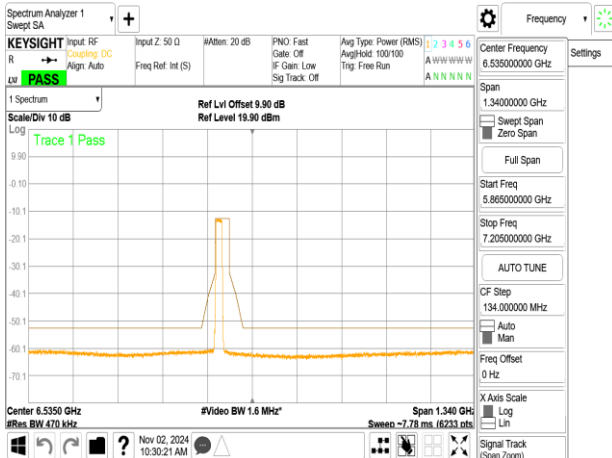 Spectrum Analyzer 1
Swept SA
+
Frequency
KEYSIGHT
R
LXI
PASS
Input: RF
Coupling: DC
Align: Auto
Input Z: 50 Ω
Freq Ref: Int (S)
#Atten: 20 dB
PNO: Fast
Gate: Off
IF Gain: Low
Sig Track: Off
Avg Type: Power (RMS)
Avg|Hold: 100/100
Trig: Free Run
1 2 3 4 5 6
A W W W W W
A N N N N N
1 Spectrum
Scale/Div 10 dB
Ref Lvl Offset 9.90 dB
Ref Level 19.90 dBm
Log
Trace 1 Pass
9.90
-0.10
-10.1
-20.1
-30.1
-40.1
-50.1
-60.1
-70.1
Center 6.5350 GHz
#Res BW 470 kHz
#Video BW 1.6 MHz*
Span 1.340 GHz
Sweep ~7.78 ms (6233 pts
?
Nov 02, 2024
10:30:21 AM
Center Frequency
6.535000000 GHz
Span
1.34000000 GHz
Swept Span
Zero Span
Full Span
Start Freq
5.865000000 GHz
Stop Freq
7.205000000 GHz
AUTO TUNE
CF Step
134.000000 MHz
Auto
Man
Freq Offset
0 Hz
X Axis Scale
Log
Lin
Signal Track
(Span Zoom)
Settings